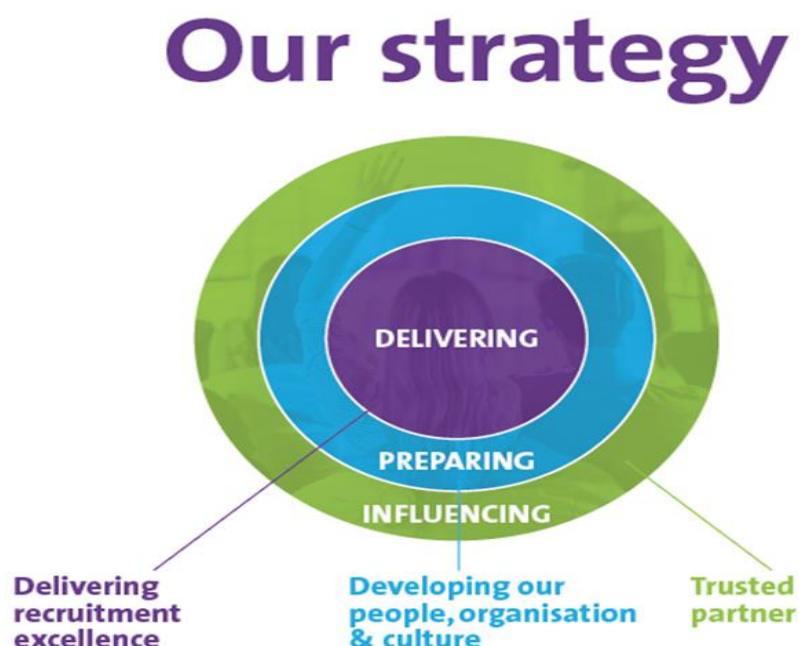 Our strategy
DELIVERING
PREPARING
INFLUENCING
Delivering
recruitment
excellence
Developing our
people, organisation
& culture
Trusted
partner